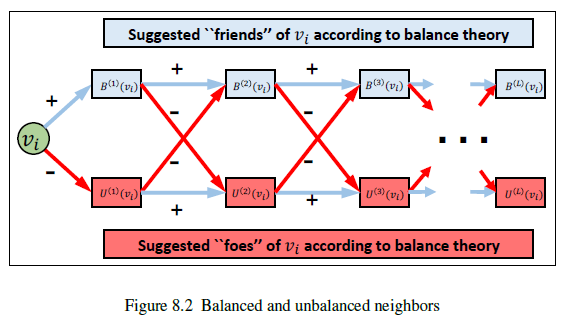 Suggested ``friends'' of v_i according to balance theory
+ +
B^(1)(v_i) B^(2)(v_i) B^(3)(v_i) B^(L)(v_i)
+
- -
v_i . . .
- - -
U^(1)(v_i) U^(2)(v_i) U^(3)(v_i) U^(L)(v_i)
+ +
Suggested ``foes'' of v_i according to balance theory
Figure 8.2 Balanced and unbalanced neighbors